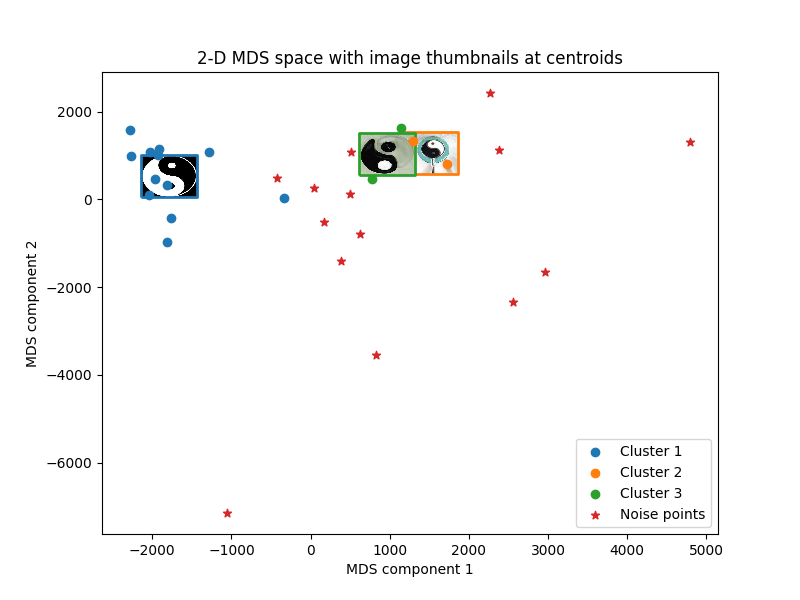 2-D MDS space with image thumbnails at centroids
2000
0
−2000
−4000
−6000
MDS component 2
−2000
−1000
0
1000
2000
3000
4000
5000
MDS component 1
Cluster 1
Cluster 2
Cluster 3
Noise points